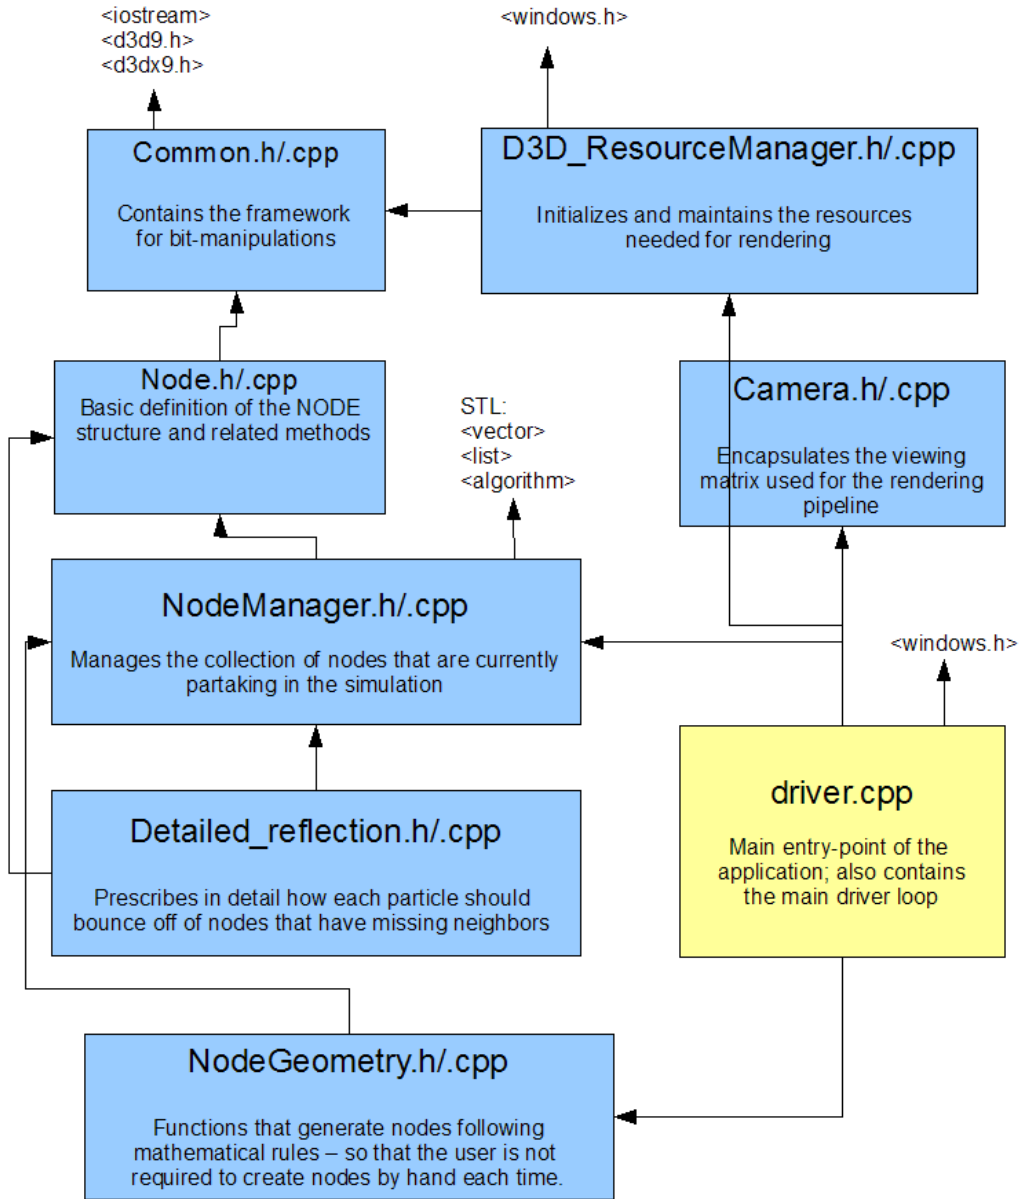 <iostream>
<d3d9.h>
<d3dx9.h>
<windows.h>
Common.h/.cpp
Contains the framework
for bit-manipulations
D3D_ResourceManager.h/.cpp
Initializes and maintains the resources
needed for rendering
Node.h/.cpp
Basic definition of the NODE
structure and related methods
STL:
<vector>
<list>
<algorithm>
Camera.h/.cpp
Encapsulates the viewing
matrix used for the rendering
pipeline
NodeManager.h/.cpp
Manages the collection of nodes that are currently
partaking in the simulation
<windows.h>
Detailed_reflection.h/.cpp
Prescribes in detail how each particle should
bounce off of nodes that have missing neighbors
driver.cpp
Main entry-point of the
application; also contains
the main driver loop
NodeGeometry.h/.cpp
Functions that generate nodes following
mathematical rules – so that the user is not
required to create nodes by hand each time.